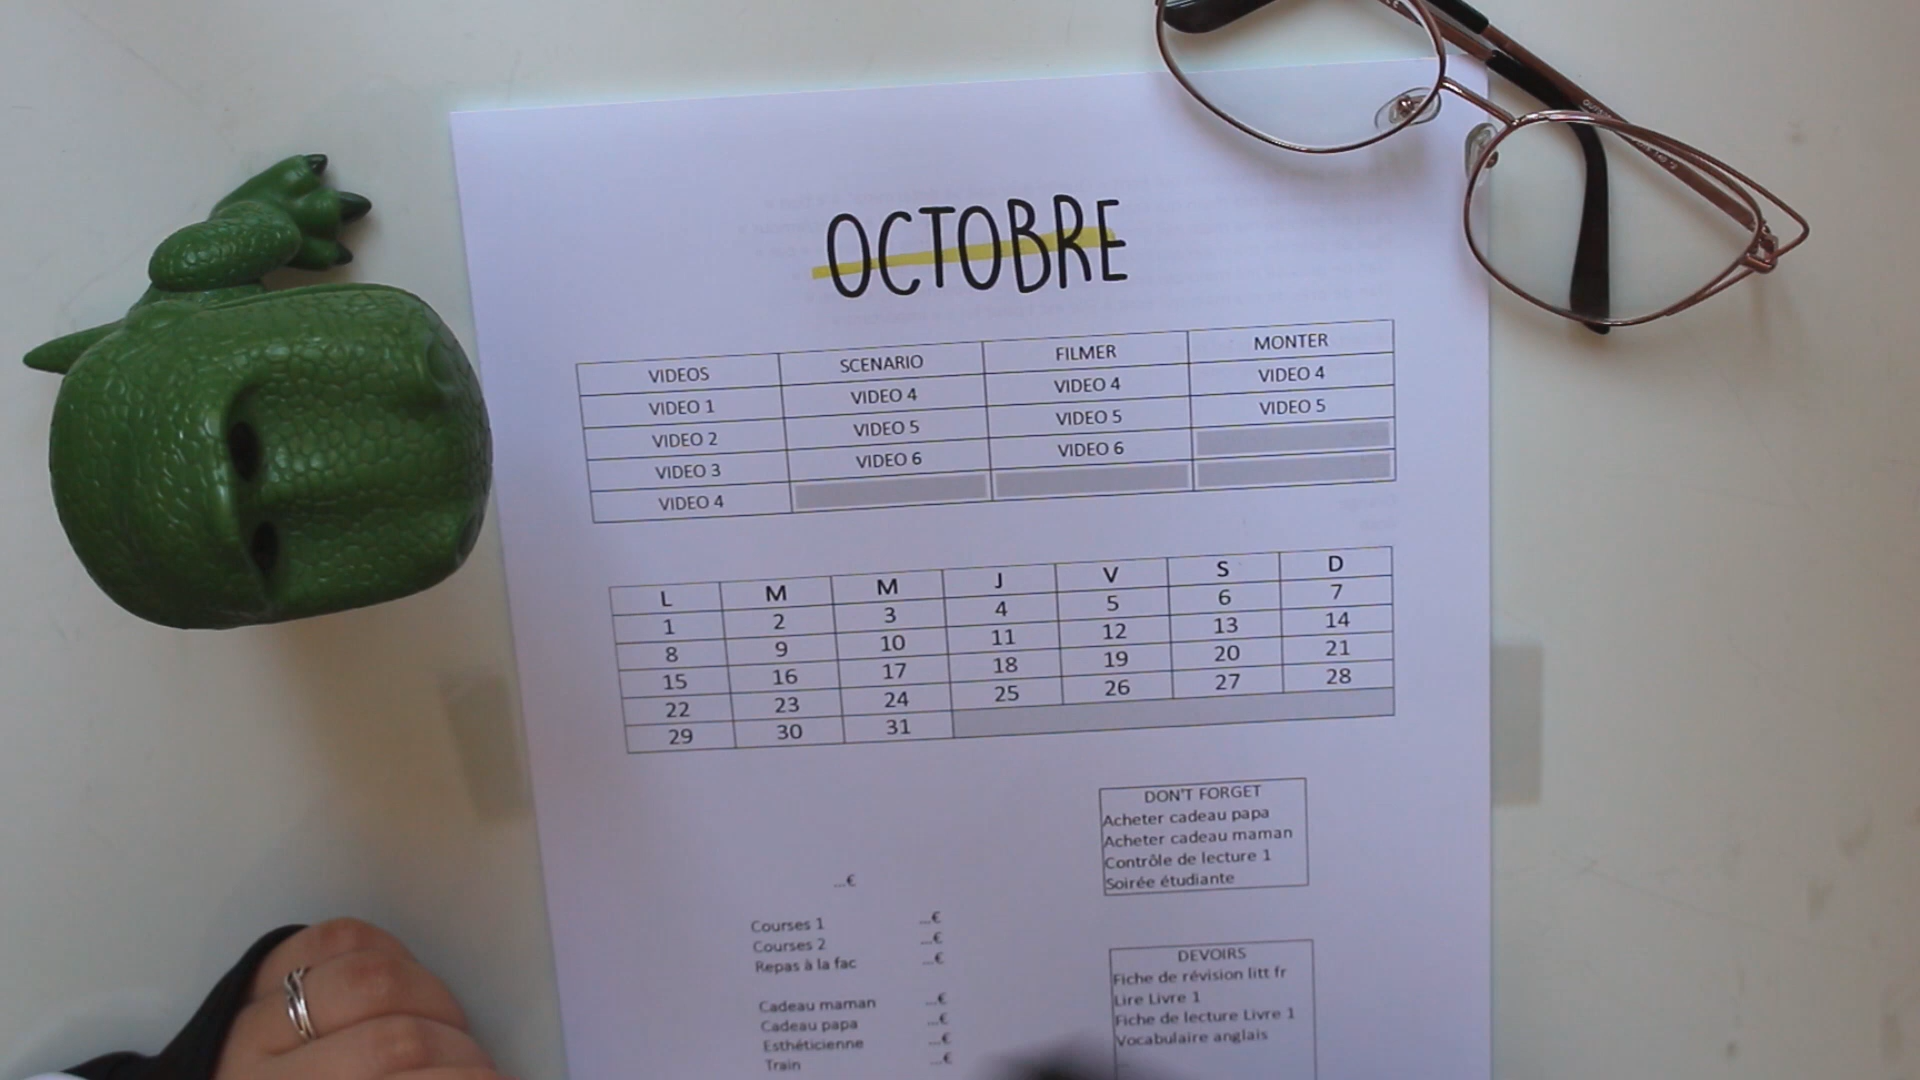 OCTOBRE
VIDEOS SCENARIO FILMER MONTER
VIDEO 1 VIDEO 4 VIDEO 4 VIDEO 4
VIDEO 2 VIDEO 5 VIDEO 5 VIDEO 5
VIDEO 3 VIDEO 6 VIDEO 6
VIDEO 4
L M M J V S D
1 2 3 4 5 6 7
8 9 10 11 12 13 14
15 16 17 18 19 20 21
22 23 24 25 26 27 28
29 30 31
...€
Courses 1 ...€
Courses 2 ...€
Repas à la fac ...€
Cadeau maman ...€
Cadeau papa ...€
Esthéticienne ...€
Train ...€
DON'T FORGET
Acheter cadeau papa
Acheter cadeau maman
Contrôle de lecture 1
Soirée étudiante
DEVOIRS
Fiche de révision litt fr
Lire Livre 1
Fiche de lecture Livre 1
Vocabulaire anglais